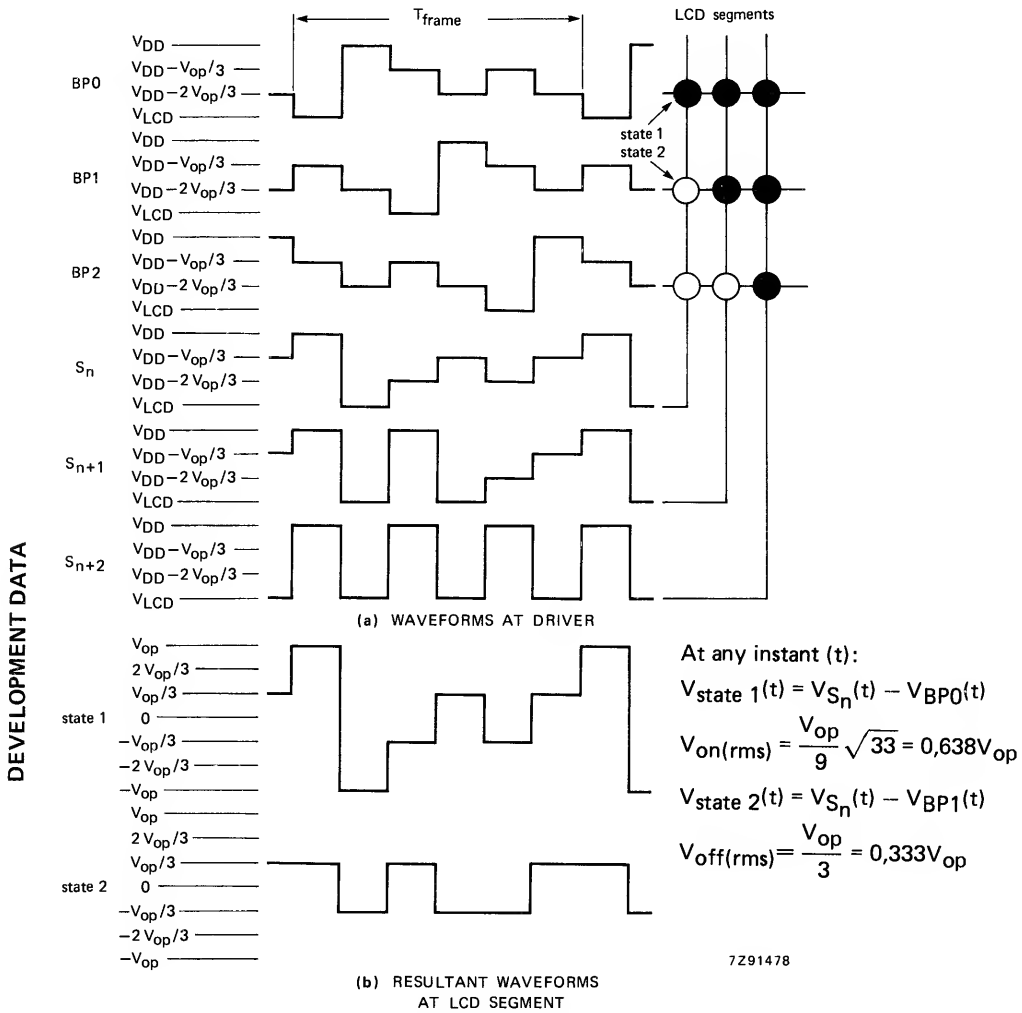 T_frame
LCD segments
BP0
V_DD
V_DD–V_op/3
V_DD–2 V_op/3
V_LCD
state 1
state 2
BP1
V_DD
V_DD–V_op/3
V_DD–2 V_op/3
V_LCD
BP2
V_DD
V_DD–V_op/3
V_DD–2 V_op/3
V_LCD
S_n
V_DD
V_DD–V_op/3
V_DD–2 V_op/3
V_LCD
S_n+1
V_DD
V_DD–V_op/3
V_DD–2 V_op/3
V_LCD
S_n+2
V_DD
V_DD–V_op/3
V_DD–2 V_op/3
V_LCD
(a) WAVEFORMS AT DRIVER
DEVELOPMENT DATA
state 1
V_op
2 V_op/3
V_op/3
0
–V_op/3
–2 V_op/3
–V_op
state 2
V_op
2 V_op/3
V_op/3
0
–V_op/3
–2 V_op/3
–V_op
At any instant (t):
V_state 1(t) = V_S_n(t) – V_BP0(t)
V_on(rms) = V_op/9 √33 = 0,638V_op
V_state 2(t) = V_S_n(t) – V_BP1(t)
V_off(rms) = V_op/3 = 0,333V_op
7Z91478
(b) RESULTANT WAVEFORMS
AT LCD SEGMENT